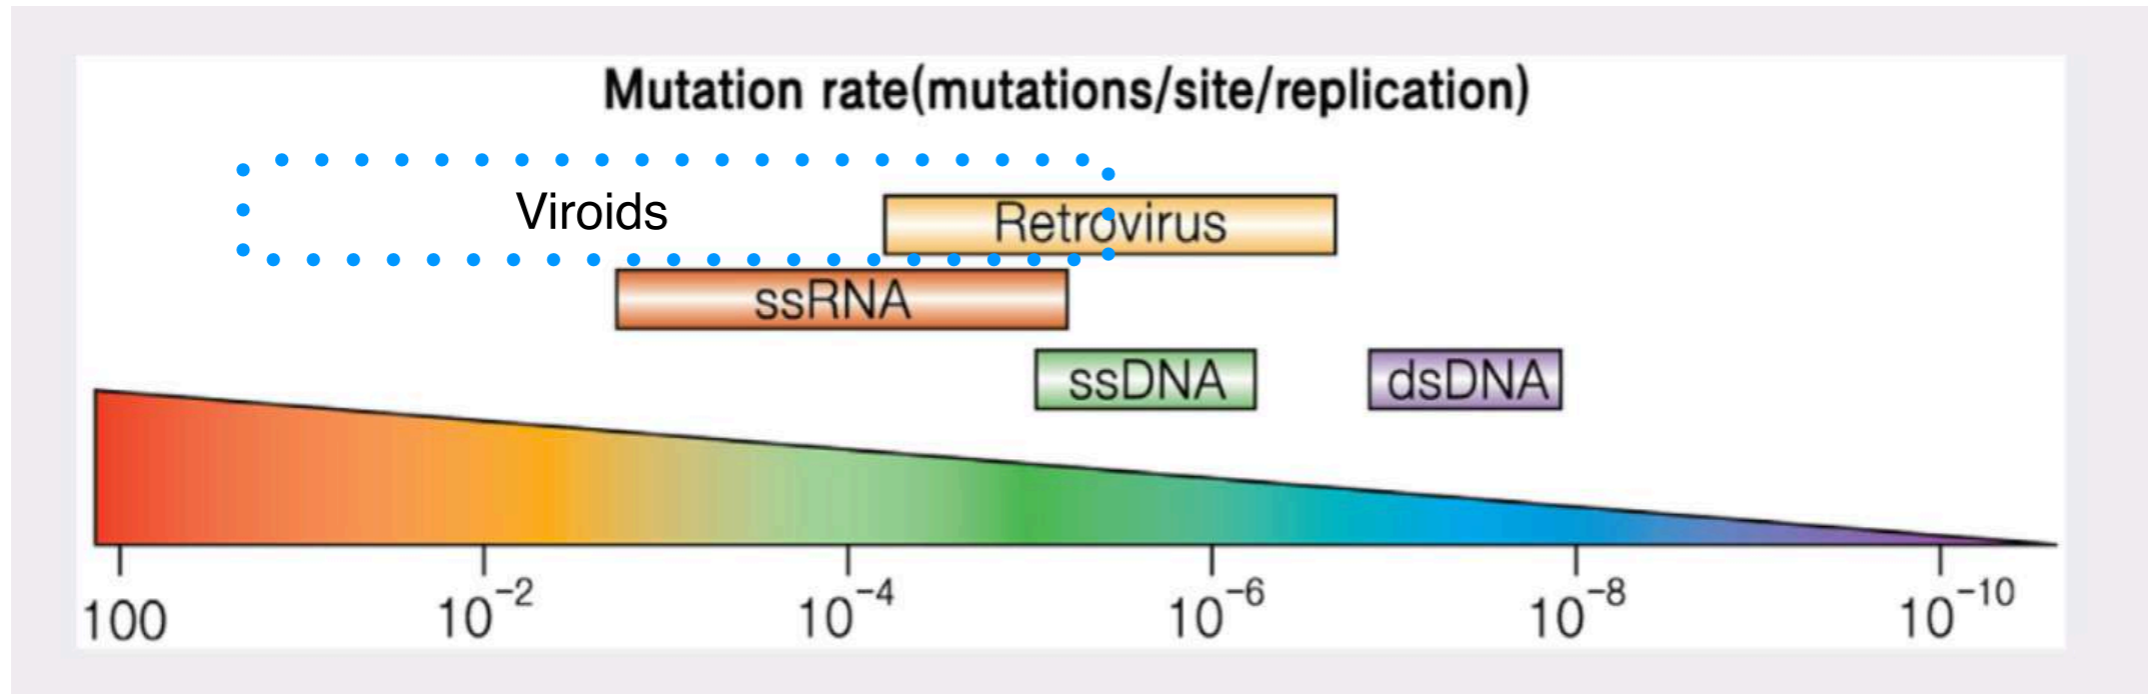 Mutation rate(mutations/site/replication)
Viroids
Retrovirus
ssRNA
ssDNA dsDNA
100 10⁻² 10⁻⁴ 10⁻⁶ 10⁻⁸ 10⁻¹⁰